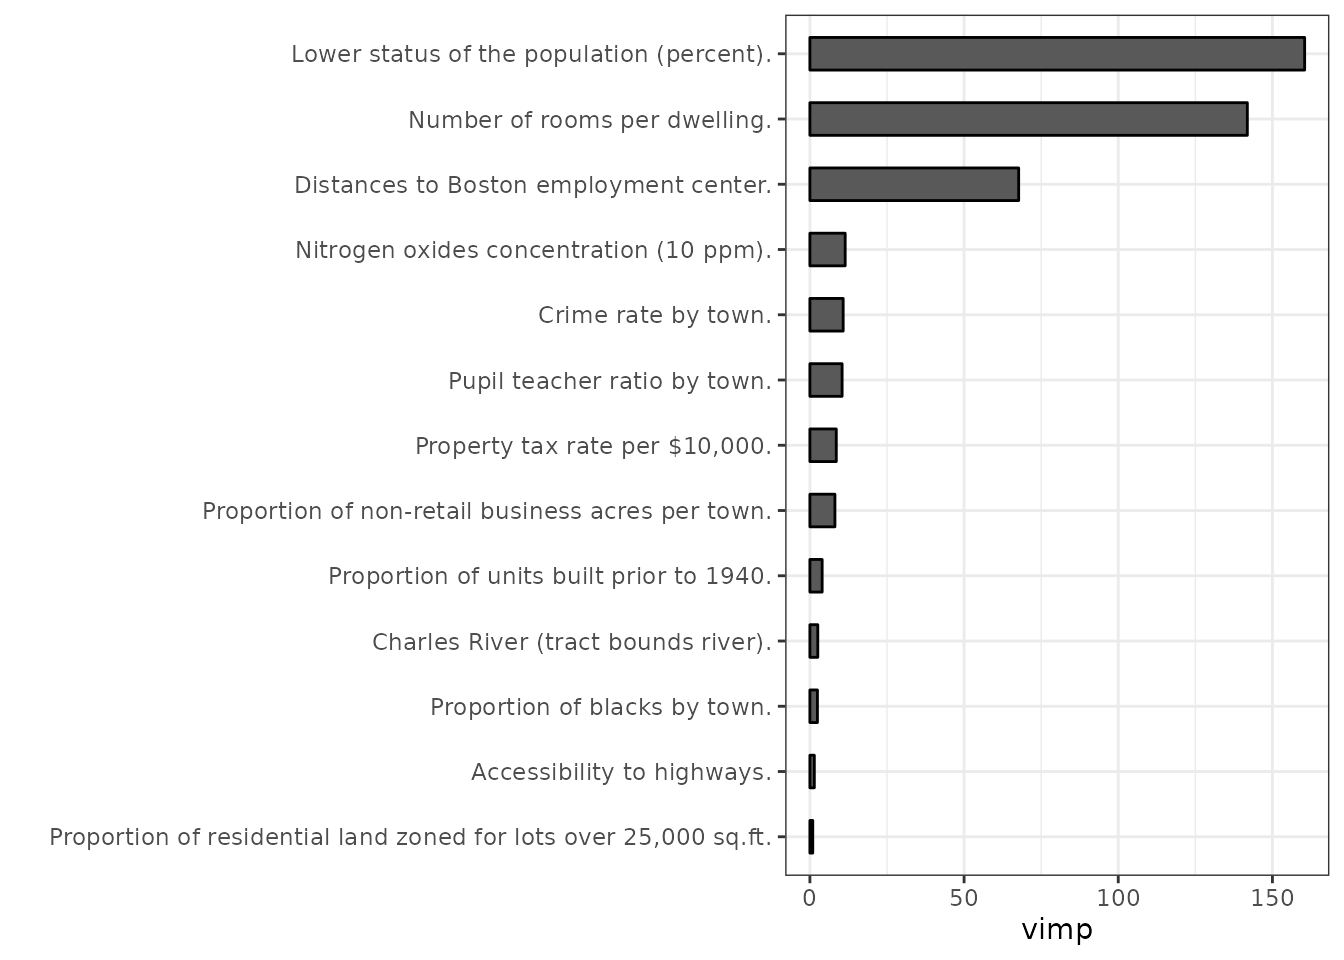 Lower status of the population (percent).
Number of rooms per dwelling.
Distances to Boston employment center.
Nitrogen oxides concentration (10 ppm).
Crime rate by town.
Pupil teacher ratio by town.
Property tax rate per $10,000.
Proportion of non-retail business acres per town.
Proportion of units built prior to 1940.
Charles River (tract bounds river).
Proportion of blacks by town.
Accessibility to highways.
Proportion of residential land zoned for lots over 25,000 sq.ft.
0 50 100 150
vimp